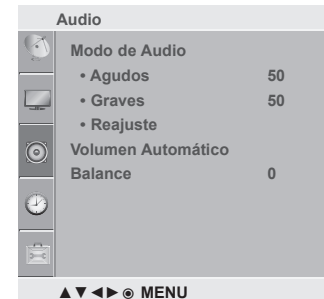 Audio
Modo de Audio
• Agudos 50
• Graves 50
• Reajuste
Volumen Automático
Balance 0
▲▼◄►◉ MENU